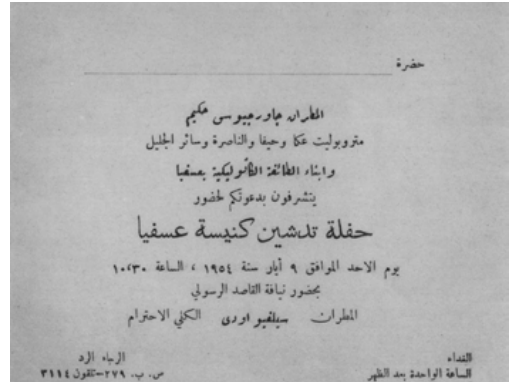 حضرة
المطران جاورجيوس حكيم
متروبوليت عكا وحيفا والناصرة وسائر الجليل
وابناء الطائفة الكاثوليكية بعسفيا
يتشرفون بدعوتكم لحضور
حفلة تدشين كنيسة عسفيا
يوم الاحد الموافق ٩ أيار سنة ١٩٥٤ ، الساعة ١٠،٣٠
بحضور نيافة القاصد الرسولي
المطران سيلفيو اودى الكلي الاحترام
الغداء
الساعة الواحدة بعد الظهر
الرجاء الرد
ص. ب. ٢٧٩-تلفون ٣١١٤